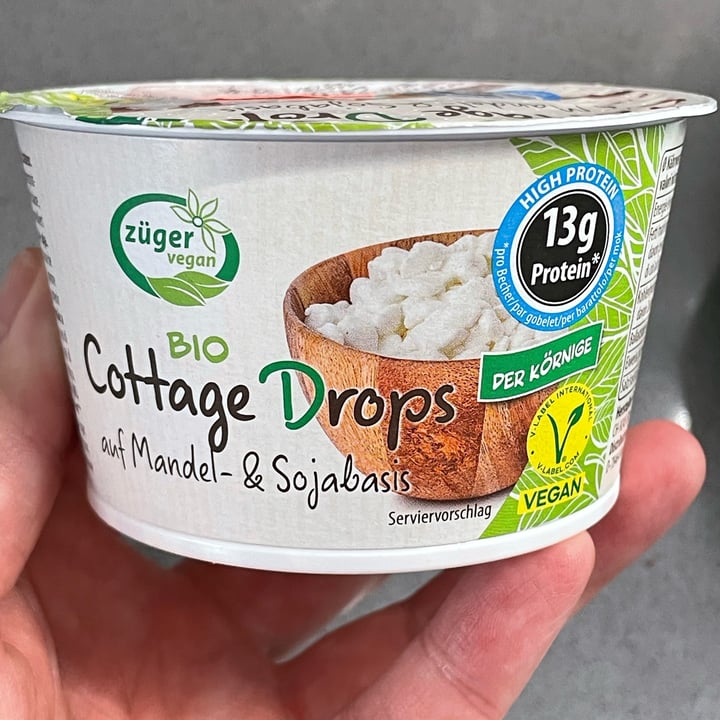 züger
vegan
BIO
Cottage Drops
auf Mandel- & Sojabasis
Serviervorschlag
HIGH PROTEIN
13g
Protein*
*pro Becher/par gobelet/per barattolo/per mok
DER KÖRNIGE
V-LABEL INTERNATIONAL
V-LABEL.COM
VEGAN